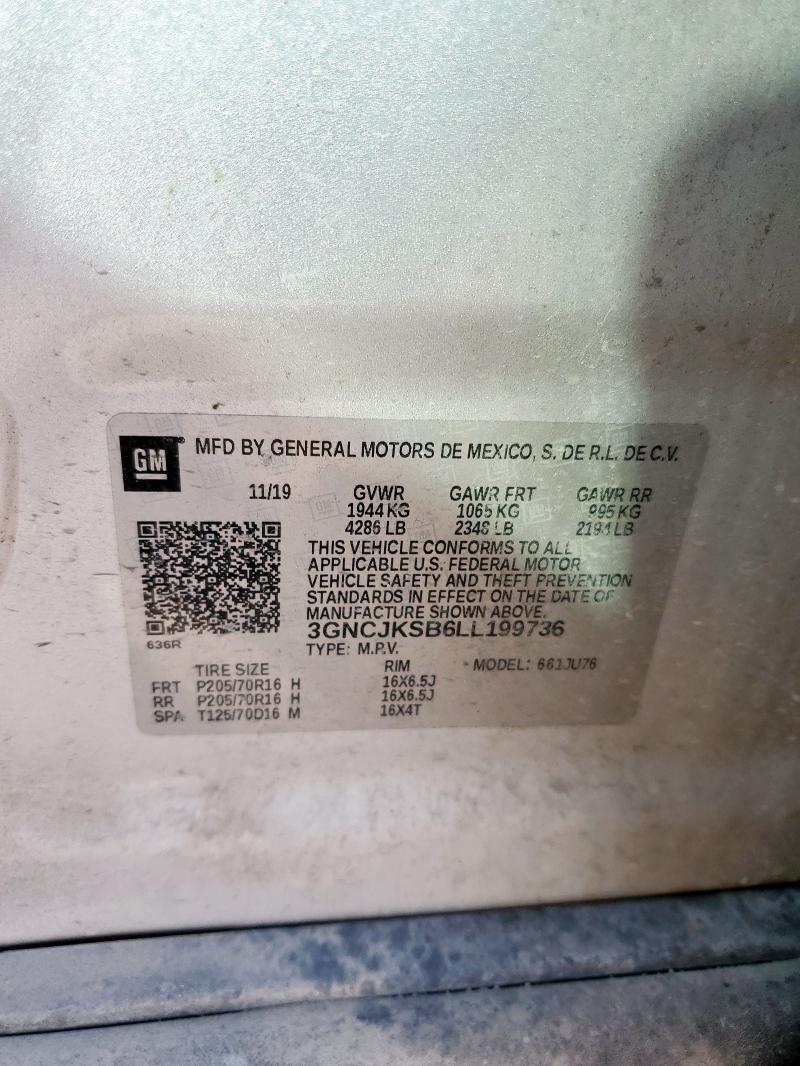 GM
MFD BY GENERAL MOTORS DE MEXICO, S. DE R.L. DE C.V.
11/19 GVWR GAWR FRT GAWR RR
1944 KG 1065 KG 995 KG
4286 LB 2348 LB 2194 LB
THIS VEHICLE CONFORMS TO ALL
APPLICABLE U.S. FEDERAL MOTOR
VEHICLE SAFETY AND THEFT PREVENTION
STANDARDS IN EFFECT ON THE DATE OF
MANUFACTURE SHOWN ABOVE.
3GNCJKSB6LL199736
636R
TYPE: M.P.V.
TIRE SIZE RIM MODEL: 661JU76
FRT P205/70R16 H 16X6.5J
RR P205/70R16 H 16X6.5J
SPA T125/70D16 M 16X4T